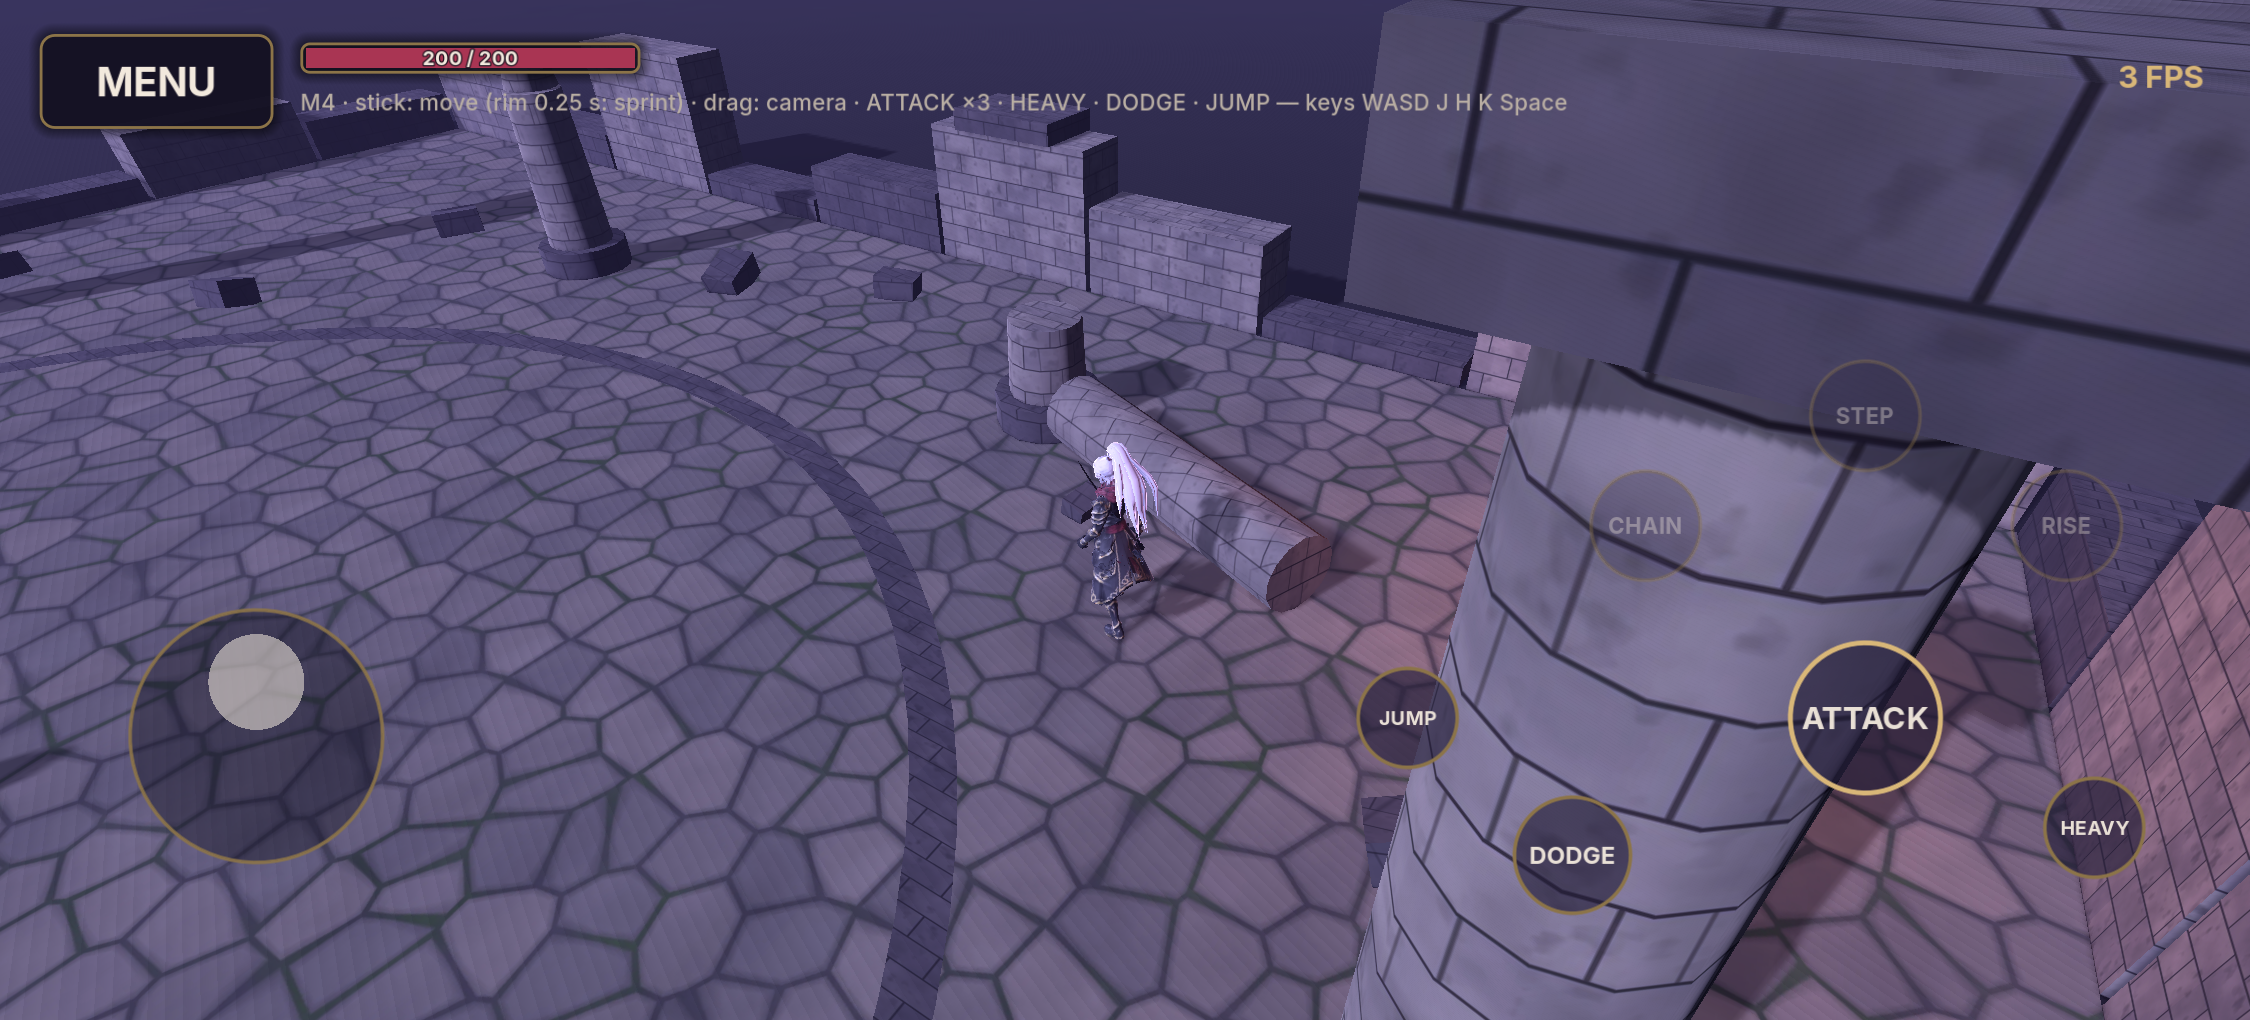 MENU
200 / 200
3 FPS
M4 · stick: move (rim 0.25 s: sprint) · drag: camera · ATTACK ×3 · HEAVY · DODGE · JUMP — keys WASD J H K Space
STEP
CHAIN
RISE
JUMP
ATTACK
HEAVY
DODGE